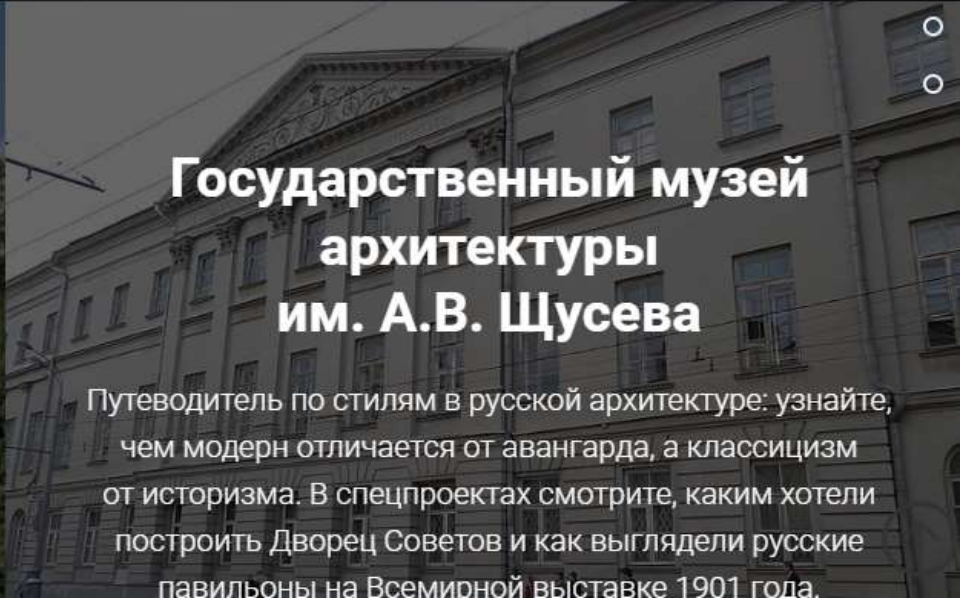 Государственный музей
архитектуры
им. А.В. Щусева
Путеводитель по стилям в русской архитектуре: узнайте,
чем модерн отличается от авангарда, а классицизм
от историзма. В спецпроектах смотрите, каким хотели
построить Дворец Советов и как выглядели русские
павильоны на Всемирной выставке 1901 года.